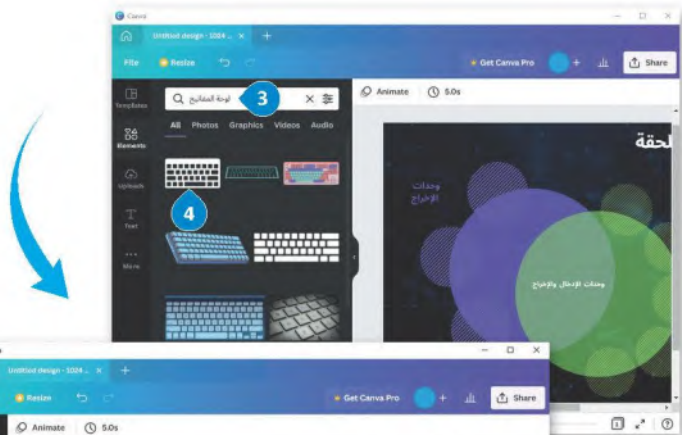 Canva
Untitled design - 1024 ... × +
File Resize Get Canva Pro + Share
Templates
Elements
Uploads
Text
More
لوحة المفاتيح
3
All Photos Graphics Videos Audio
4
Animate 5.0s
لحقة
وحدات
الإخراج
وحدات الإدخال والإخراج
1
Untitled design - 1024 ... × +
Resize Get Canva Pro + Share
Animate 5.0s